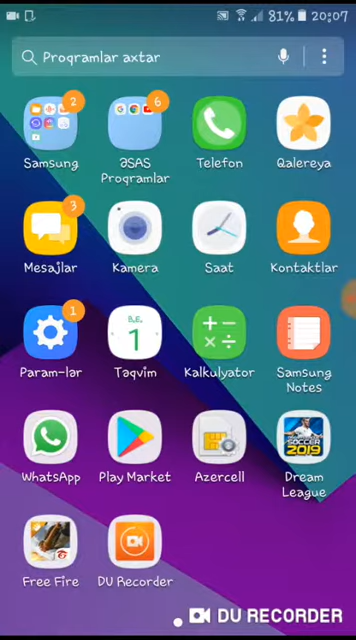 81% 20:07
Proqramlar axtar
2
6
Samsung
ƏSAS Proqramlar
Telefon
Qalereya
3
Mesajlar
Kamera
Saat
Kontaktlar
1
B.E.
1
Param-lər
Təqvim
Kalkulyator
Samsung Notes
SOCCER
2019
WhatsApp
Play Market
Azercell
Dream League
Free Fire
DU Recorder
DU RECORDER